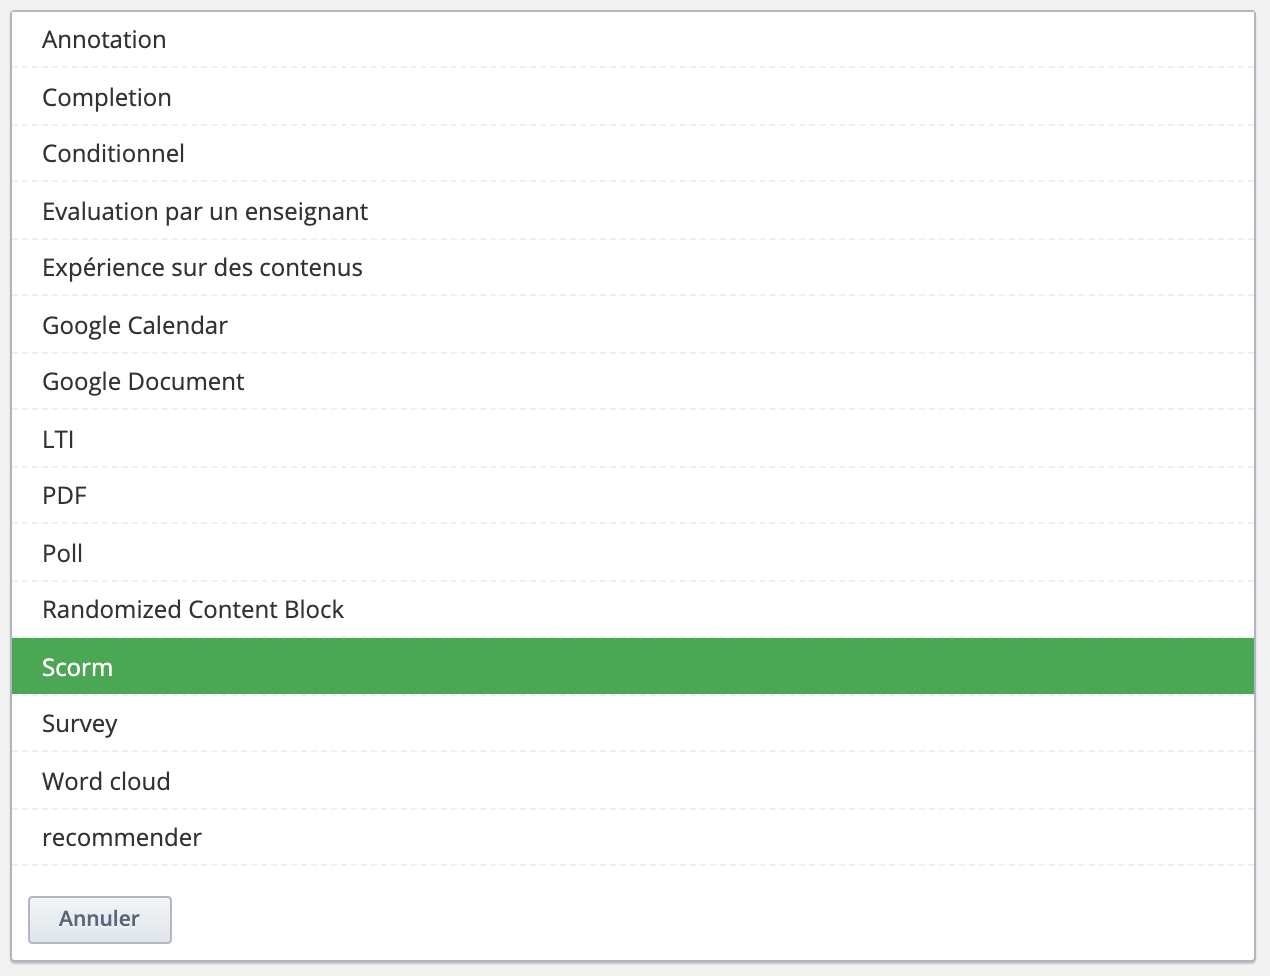 Annotation
Completion
Conditionnel
Evaluation par un enseignant
Expérience sur des contenus
Google Calendar
Google Document
LTI
PDF
Poll
Randomized Content Block
Scorm
Survey
Word cloud
recommender
Annuler